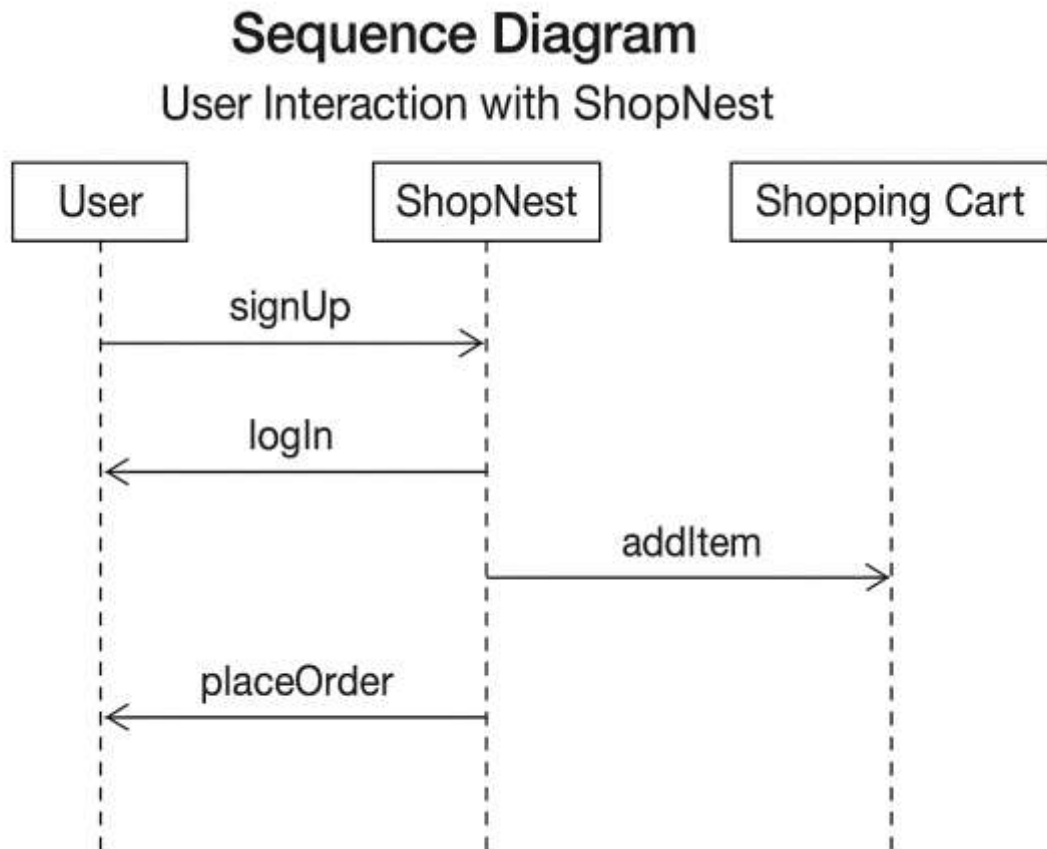 Sequence Diagram
User Interaction with ShopNest
User
ShopNest
Shopping Cart
signUp
logIn
addItem
placeOrder